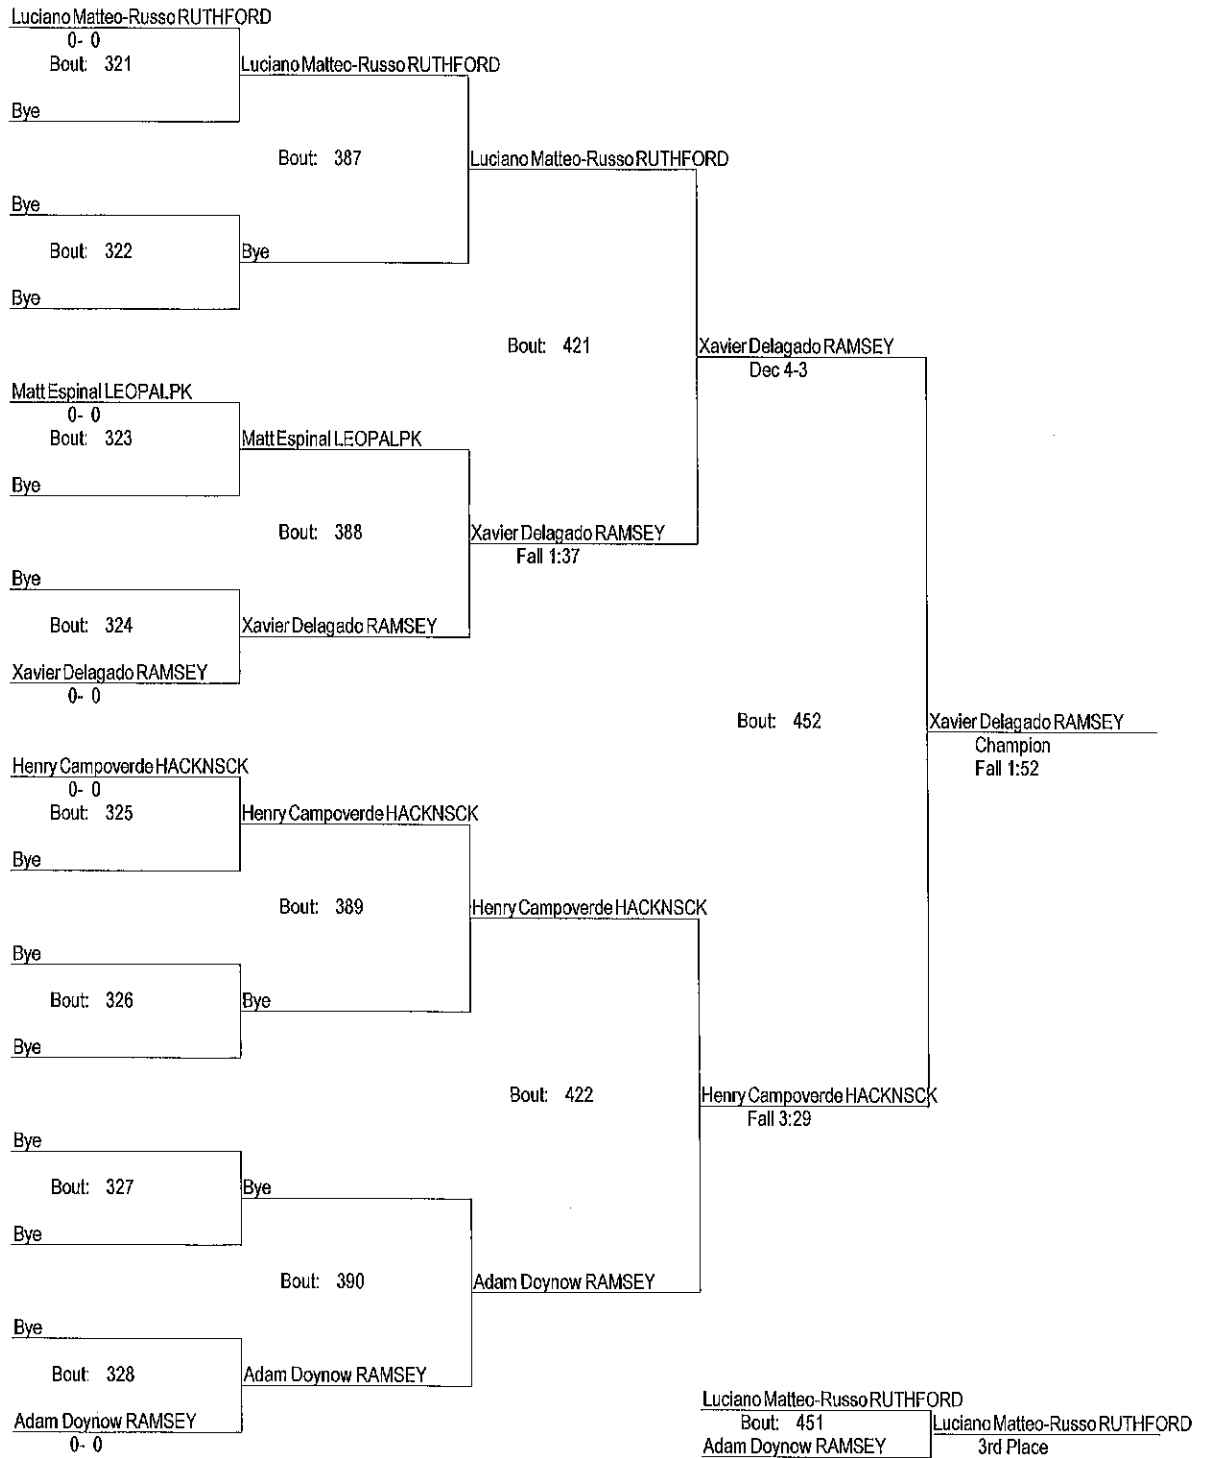 Luciano Matteo-Russo RUTHFORD
0- 0
Bout: 321
Luciano Matteo-Russo RUTHFORD
Bye
Bout: 387
Luciano Matteo-Russo RUTHFORD
Bye
Bout: 322
Bye
Bye
Bout: 421
Xavier Delagado RAMSEY
Dec 4-3
Matt Espinal LEOPALPK
0- 0
Bout: 323
Matt Espinal LEOPALPK
Bye
Bout: 388
Xavier Delagado RAMSEY
Fall 1:37
Bye
Bout: 324
Xavier Delagado RAMSEY
Xavier Delagado RAMSEY
0- 0
Bout: 452
Xavier Delagado RAMSEY
Champion
Fall 1:52
Henry Campoverde HACKNSCK
0- 0
Bout: 325
Henry Campoverde HACKNSCK
Bye
Bout: 389
Henry Campoverde HACKNSCK
Bye
Bout: 326
Bye
Bye
Bout: 422
Henry Campoverde HACKNSCK
Fall 3:29
Bye
Bout: 327
Bye
Bye
Bout: 390
Adam Doynow RAMSEY
Bye
Bout: 328
Adam Doynow RAMSEY
Adam Doynow RAMSEY
0- 0
Luciano Matteo-Russo RUTHFORD
Bout: 451
Luciano Matteo-Russo RUTHFORD
Adam Doynow RAMSEY
3rd Place